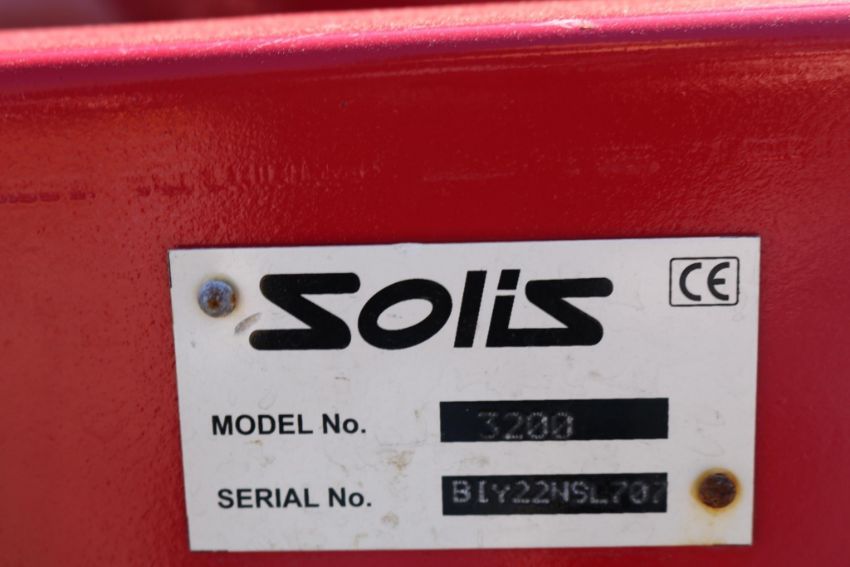 Solis CE
MODEL No. 3200
SERIAL No. BIY22NSL707